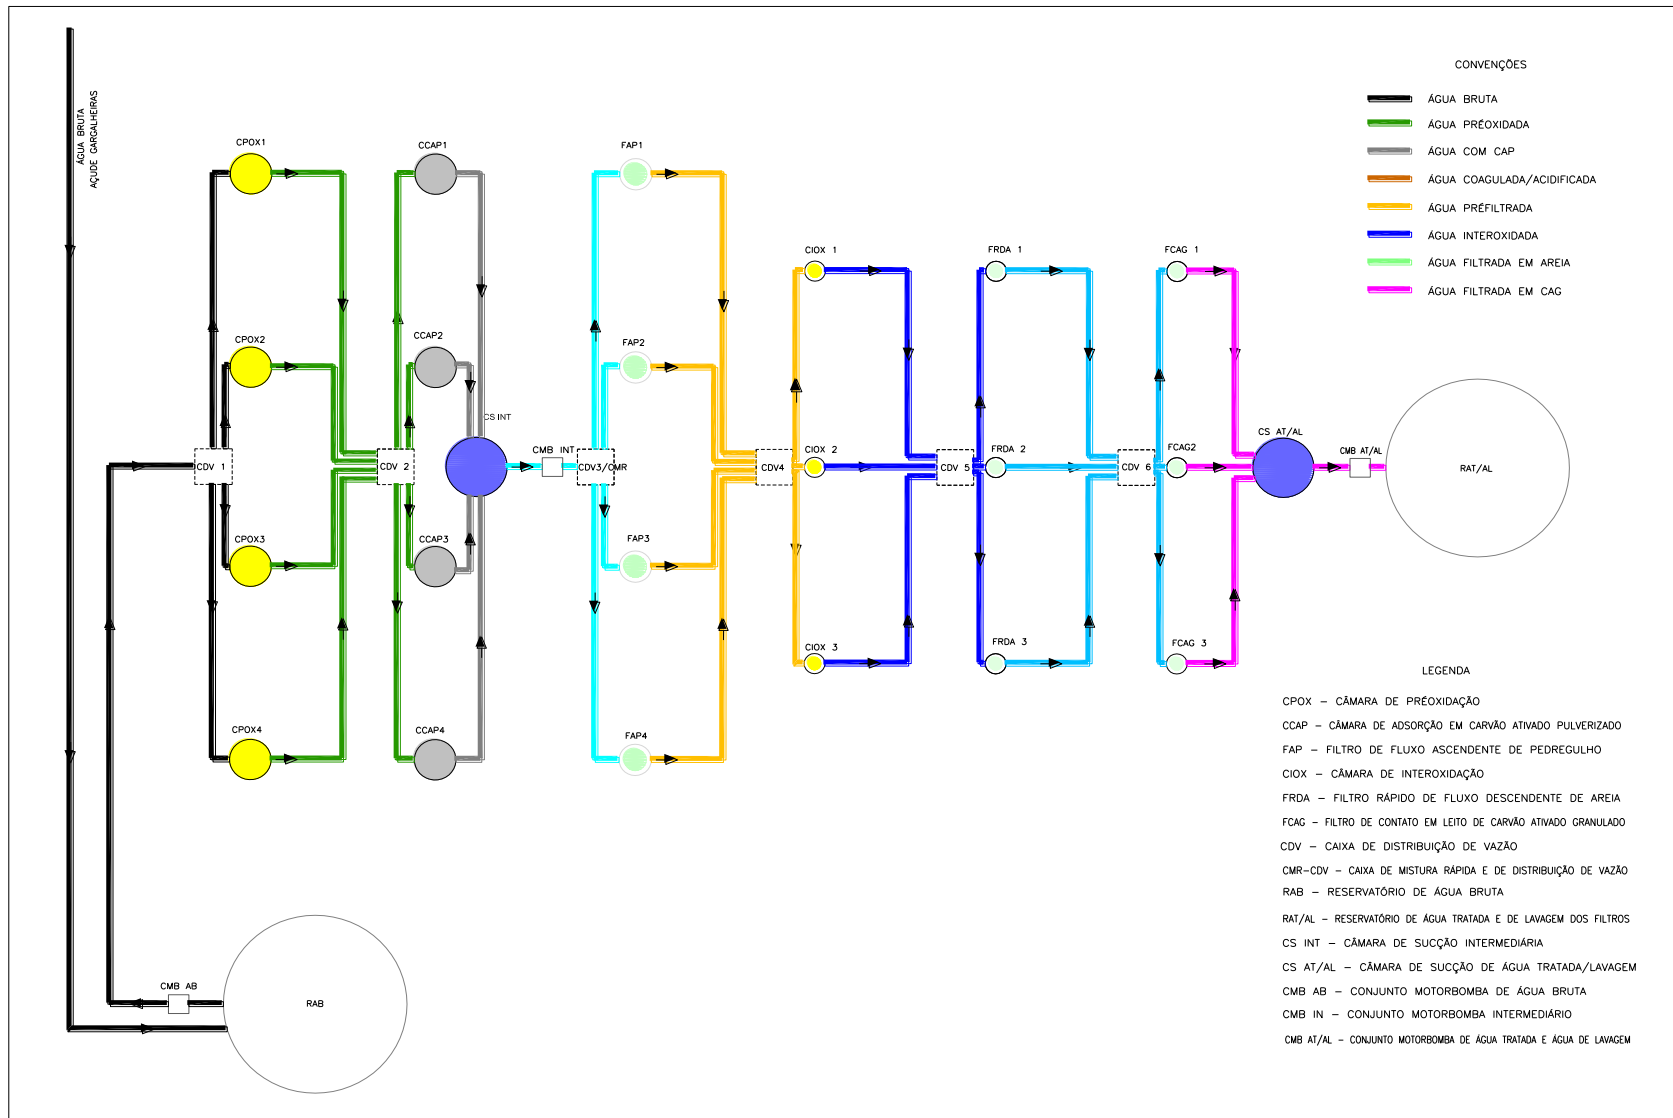 ÁGUA BRUTA
AÇUDE GARGALHEIRAS
CONVENÇÕES
ÁGUA BRUTA
ÁGUA PRÉOXIDADA
ÁGUA COM CAP
ÁGUA COAGULADA/ACIDIFICADA
ÁGUA PRÉFILTRADA
ÁGUA INTEROXIDADA
ÁGUA FILTRADA EM AREIA
ÁGUA FILTRADA EM CAG
CPOX1
CCAP1
FAP1
CIOX 1
FRDA 1
FCAG 1
CPOX2
CCAP2
FAP2
CS INT
CDV 1
CDV 2
CMB INT
CDV3/CMR
CDV4
CIOX 2
CDV 5
FRDA 2
CDV 6
FCAG2
CS AT/AL
CMB AT/AL
RAT/AL
CPOX3
CCAP3
FAP3
CIOX 3
FRDA 3
FCAG 3
CPOX4
CCAP4
FAP4
CMB AB
RAB
LEGENDA
CPOX – CÂMARA DE PRÉOXIDAÇÃO
CCAP – CÂMARA DE ADSORÇÃO EM CARVÃO ATIVADO PULVERIZADO
FAP – FILTRO DE FLUXO ASCENDENTE DE PEDREGULHO
CIOX – CÂMARA DE INTEROXIDAÇÃO
FRDA – FILTRO RÁPIDO DE FLUXO DESCENDENTE DE AREIA
FCAG – FILTRO DE CONTATO EM LEITO DE CARVÃO ATIVADO GRANULADO
CDV – CAIXA DE DISTRIBUIÇÃO DE VAZÃO
CMR-CDV – CAIXA DE MISTURA RÁPIDA E DE DISTRIBUIÇÃO DE VAZÃO
RAB – RESERVATÓRIO DE ÁGUA BRUTA
RAT/AL – RESERVATÓRIO DE ÁGUA TRATADA E DE LAVAGEM DOS FILTROS
CS INT – CÂMARA DE SUCÇÃO INTERMEDIÁRIA
CS AT/AL – CÂMARA DE SUCÇÃO DE ÁGUA TRATADA/LAVAGEM
CMB AB – CONJUNTO MOTORBOMBA DE ÁGUA BRUTA
CMB IN – CONJUNTO MOTORBOMBA INTERMEDIÁRIO
CMB AT/AL – CONJUNTO MOTORBOMBA DE ÁGUA TRATADA E ÁGUA DE LAVAGEM